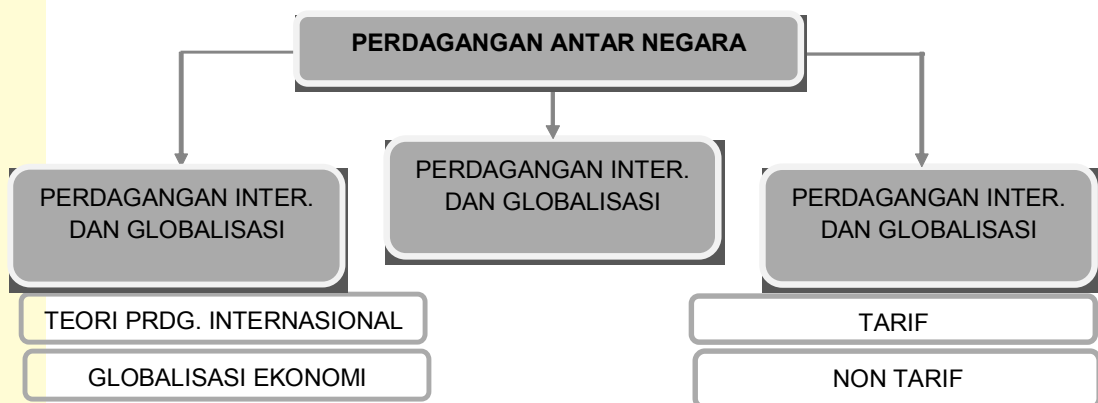 PERDAGANGAN ANTAR NEGARA
PERDAGANGAN INTER.
DAN GLOBALISASI
PERDAGANGAN INTER.
DAN GLOBALISASI
PERDAGANGAN INTER.
DAN GLOBALISASI
TEORI PRDG. INTERNASIONAL
GLOBALISASI EKONOMI
TARIF
NON TARIF